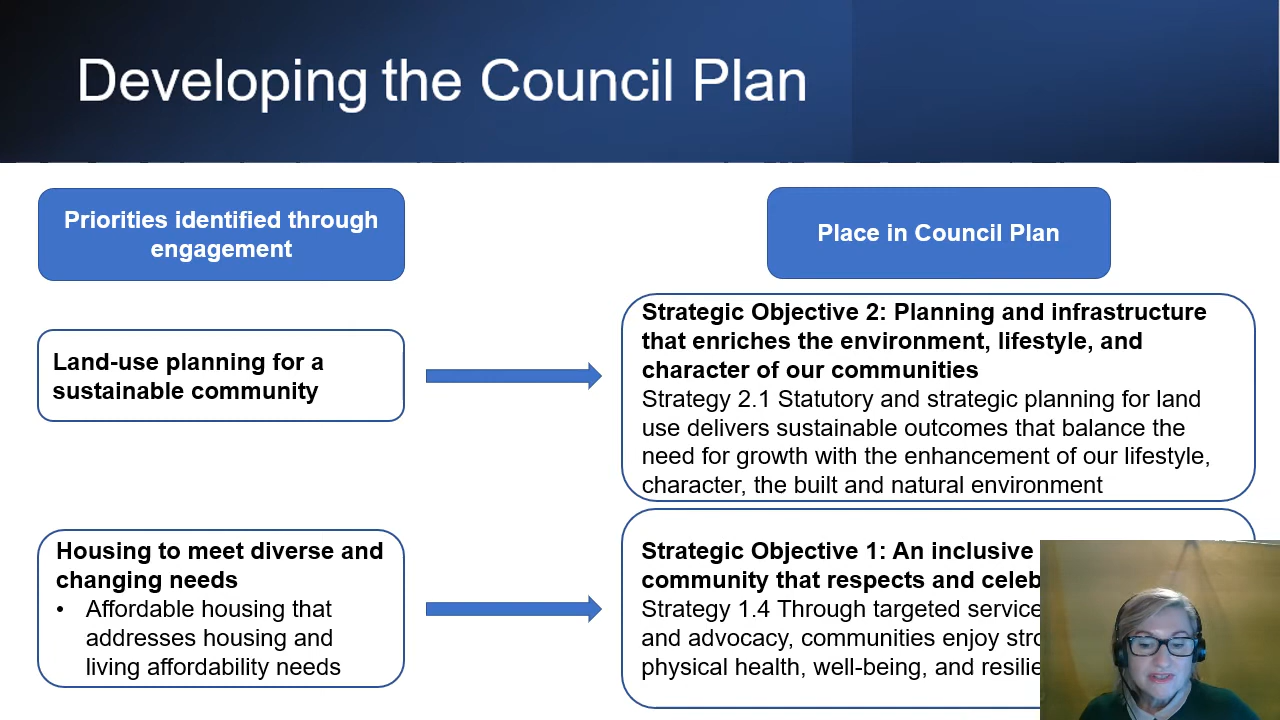 Developing the Council Plan
Priorities identified through
engagement
Place in Council Plan
Land-use planning for a
sustainable community
Strategic Objective 2: Planning and infrastructure
that enriches the environment, lifestyle, and
character of our communities
Strategy 2.1 Statutory and strategic planning for land
use delivers sustainable outcomes that balance the
need for growth with the enhancement of our lifestyle,
character, the built and natural environment
Housing to meet diverse and
changing needs
• Affordable housing that
addresses housing and
living affordability needs
Strategic Objective 1: An inclusive
community that respects and
Strategy 1.4 Through targeted
and advocacy, communities enjoy
physical health, well-being, and